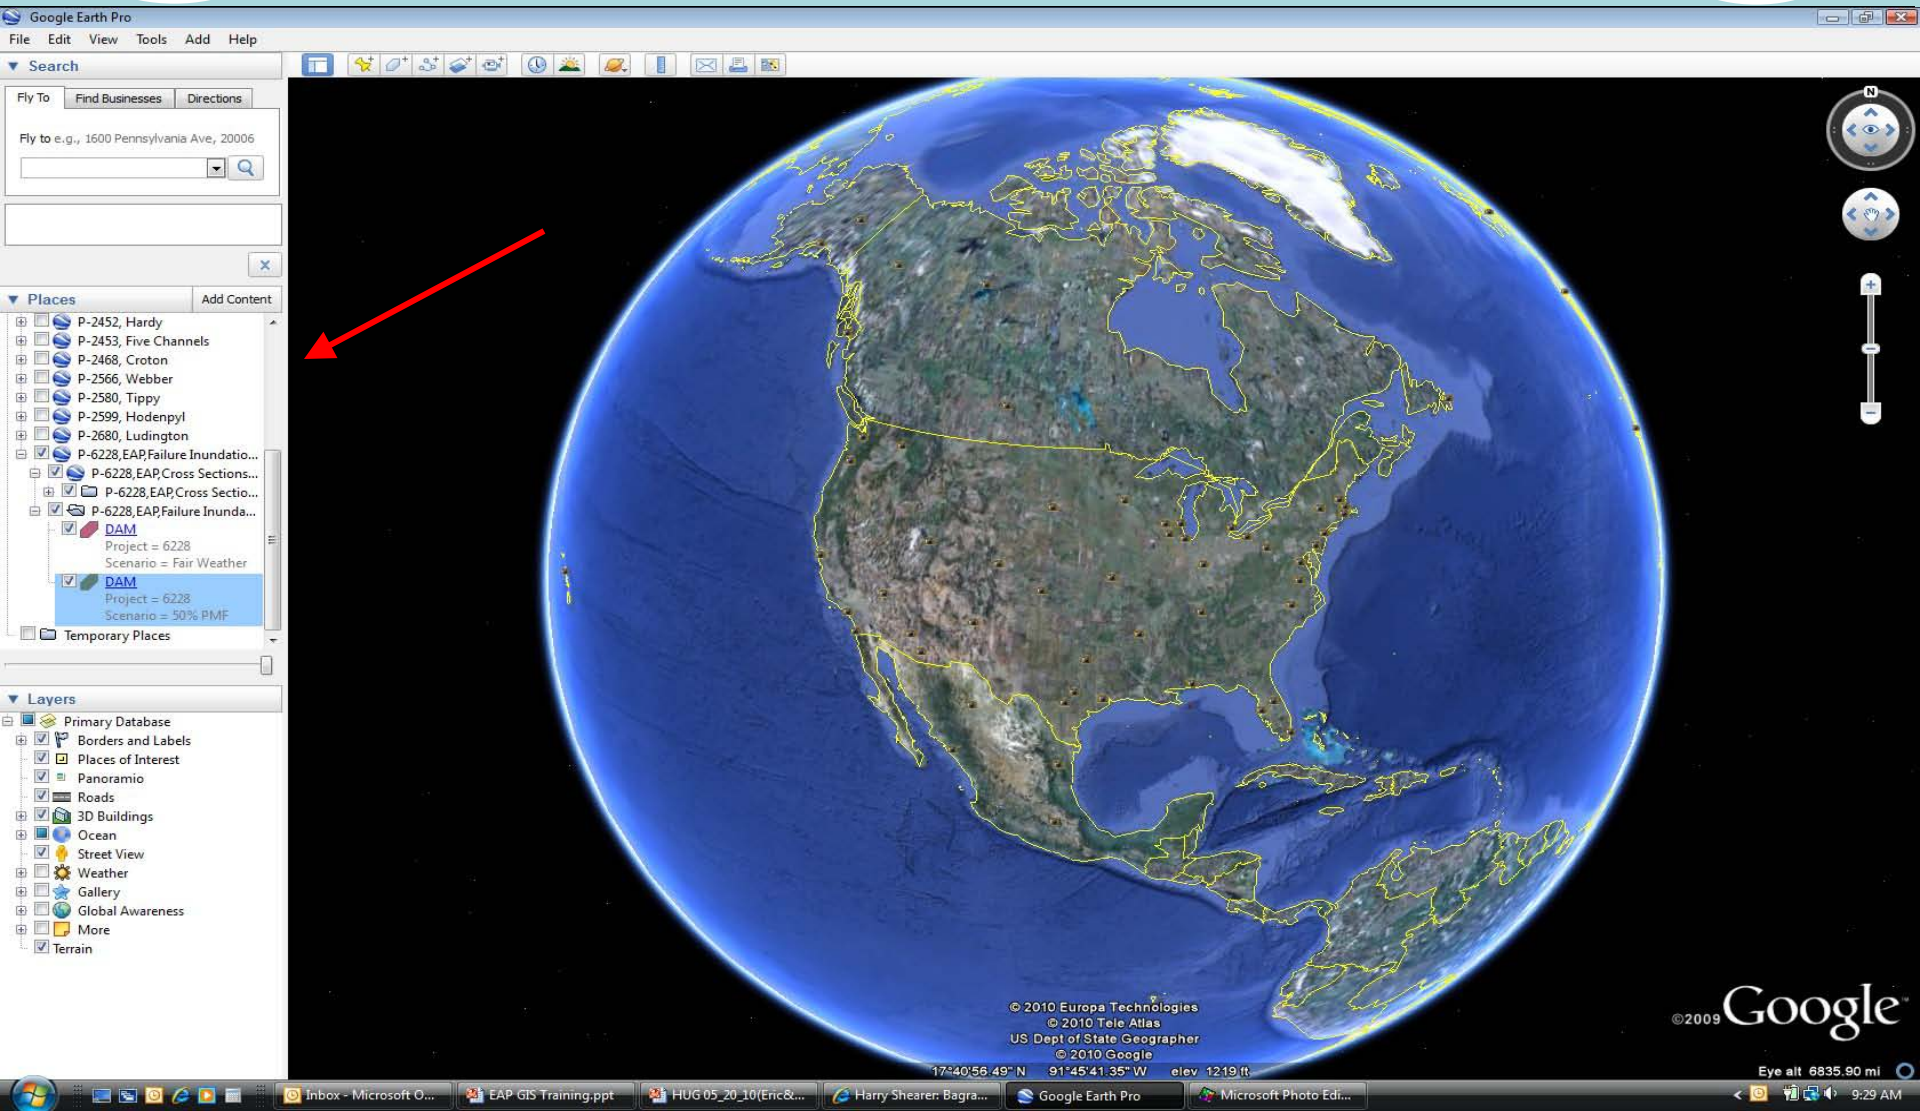 Google Earth Pro
File Edit View Tools Add Help
Search
Fly To Find Businesses Directions
Fly to e.g., 1600 Pennsylvania Ave, 20006
Places Add Content
P-2452, Hardy
P-2453, Five Channels
P-2468, Croton
P-2566, Webber
P-2580, Tippy
P-2599, Hodenpyl
P-2680, Ludington
P-6228,EAP,Failure Inundatio...
P-6228,EAP,Cross Sections...
P-6228,EAP,Cross Sectio...
P-6228,EAP,Failure Inunda...
DAM
Project = 6228
Scenario = Fair Weather
DAM
Project = 6228
Scenario = 50% PMF
Temporary Places
Layers
Primary Database
Borders and Labels
Places of Interest
Panoramio
Roads
3D Buildings
Ocean
Street View
Weather
Gallery
Global Awareness
More
Terrain
N
© 2010 Europa Technologies
© 2010 Tele Atlas
US Dept of State Geographer
© 2010 Google
©2009 Google
17°40'56.49" N 91°45'41.35" W elev 1219 ft
Eye alt 6835.90 mi
Inbox - Microsoft O... EAP GIS Training.ppt HUG 05_20_10(Eric&... Harry Shearer: Bagra... Google Earth Pro Microsoft Photo Edi... 9:29 AM